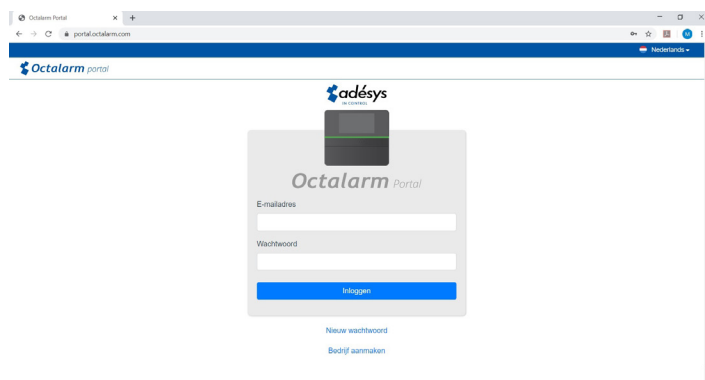 Octalarm Portal
portal.octalarm.com
M
Nederlands
Octalarm portal
adésys
IN CONTROL
Octalarm Portal
E-mailadres
Wachtwoord
Inloggen
Nieuw wachtwoord
Bedrijf aanmaken